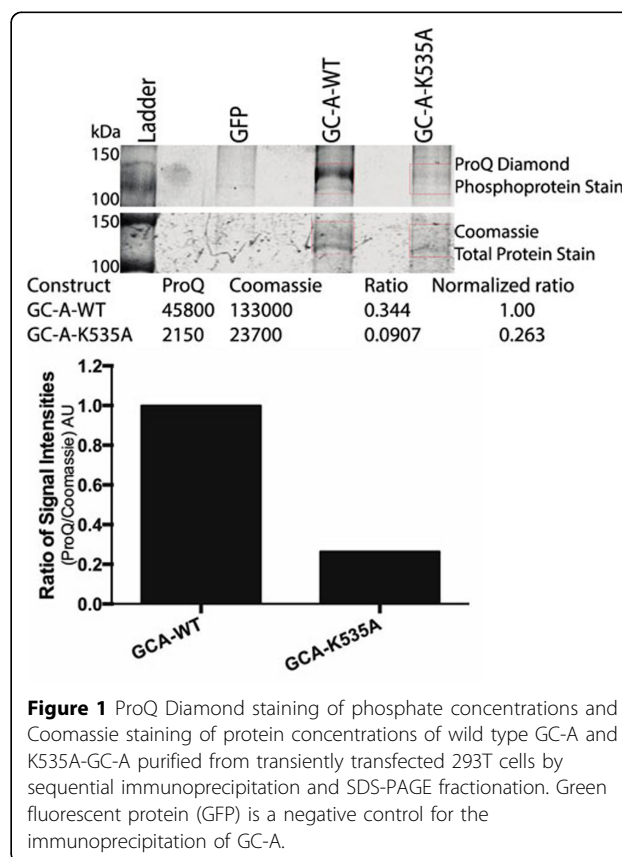 kDa
Ladder
GFP
GC-A-WT
GC-A-K535A
150
100
ProQ Diamond
Phosphoprotein Stain
150
100
Coomassie
Total Protein Stain
Construct ProQ Coomassie Ratio Normalized ratio
GC-A-WT 45800 133000 0.344 1.00
GC-A-K535A 2150 23700 0.0907 0.263
Ratio of Signal Intensities
(ProQ/Coomassie) AU
1.2
1.0
0.8
0.6
0.4
0.2
0.0
GCA-WT
GCA-K535A
Figure 1 ProQ Diamond staining of phosphate concentrations and
Coomassie staining of protein concentrations of wild type GC-A and
K535A-GC-A purified from transiently transfected 293T cells by
sequential immunoprecipitation and SDS-PAGE fractionation. Green
fluorescent protein (GFP) is a negative control for the
immunoprecipitation of GC-A.